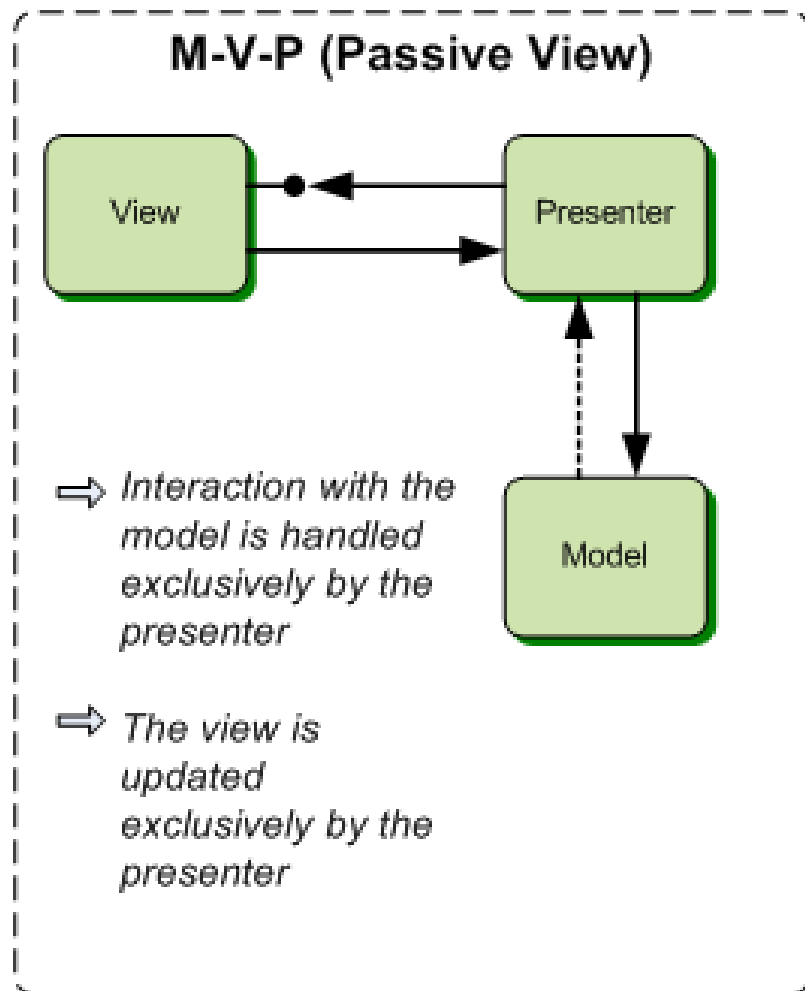 M-V-P (Passive View)
View
Presenter
Model
Interaction with the
model is handled
exclusively by the
presenter
The view is
updated
exclusively by the
presenter